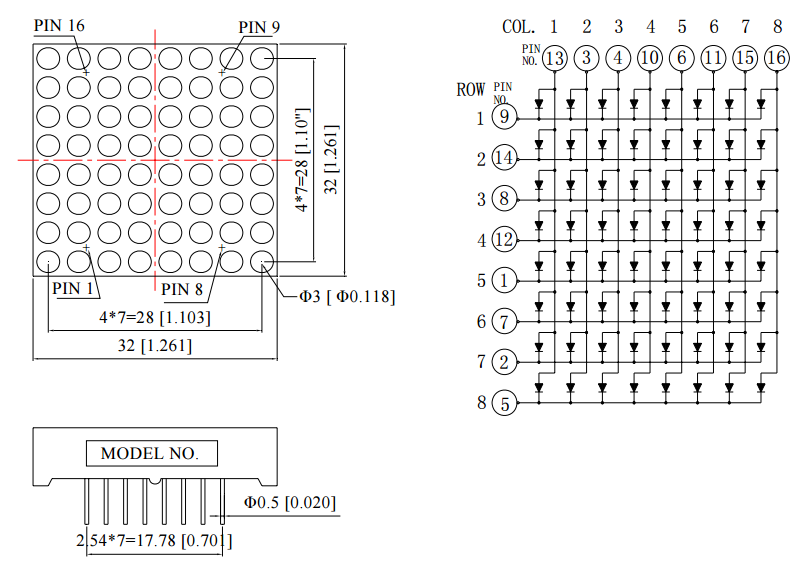 PIN 16
PIN 9
4*7=28 [1.10"]
32 [1.261]
PIN 1
PIN 8
Φ3 [ Φ0.118]
4*7=28 [1.103]
32 [1.261]
MODEL NO.
Φ0.5 [0.020]
2.54*7=17.78 [0.701]
COL. 1 2 3 4 5 6 7 8
PIN NO. 13 3 4 10 6 11 15 16
ROW PIN NO.
1 9
2 14
3 8
4 12
5 1
6 7
7 2
8 5